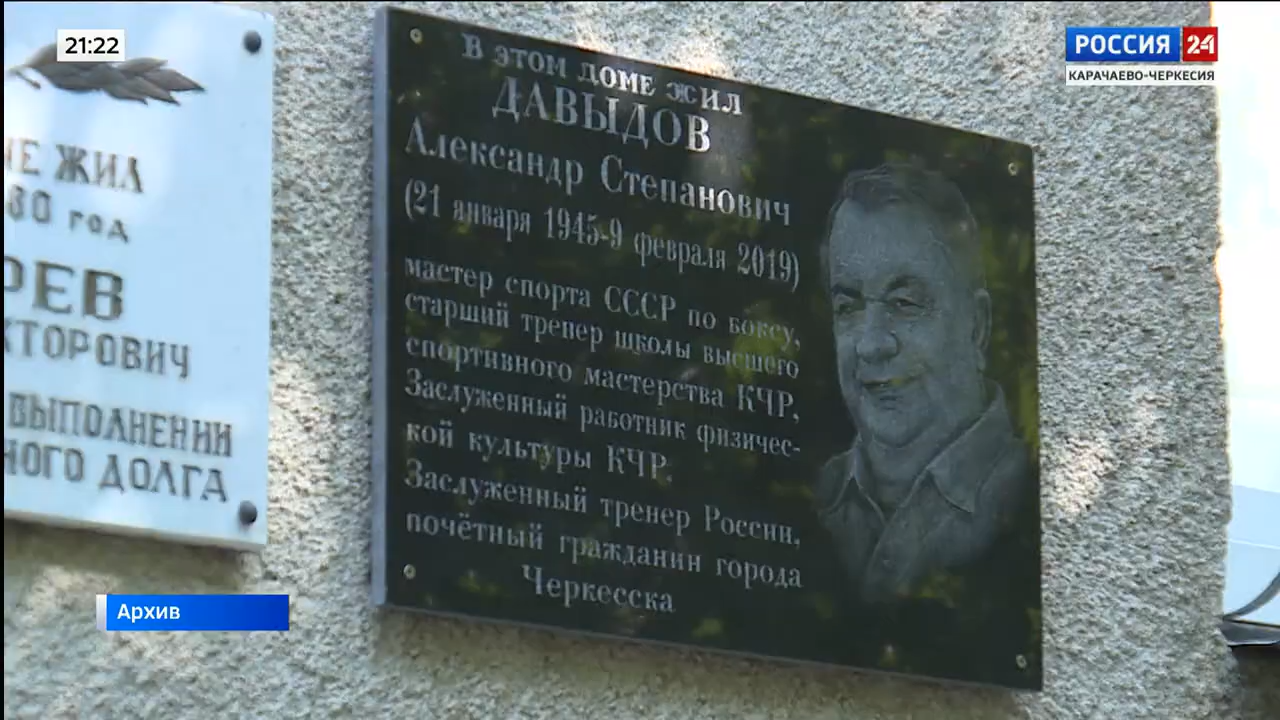 21:22
РОССИЯ 24
КАРАЧАЕВО-ЧЕРКЕСИЯ
НЕ ЖИЛ
80 год
РЕВ
КТОРОВИЧ
ВЫПОЛНЕНИИ
НОГО ДОЛГА
В ЭТОМ ДОМЕ ЖИЛ
ДАВЫДОВ
Александр Степанович
(21 января 1945-9 февраля 2019)
мастер спорта СССР по боксу,
старший тренер школы высшего
спортивного мастерства КЧР,
Заслуженный работник физичес-
кой культуры КЧР,
Заслуженный тренер России,
почётный гражданин города
Черкесска
Архив